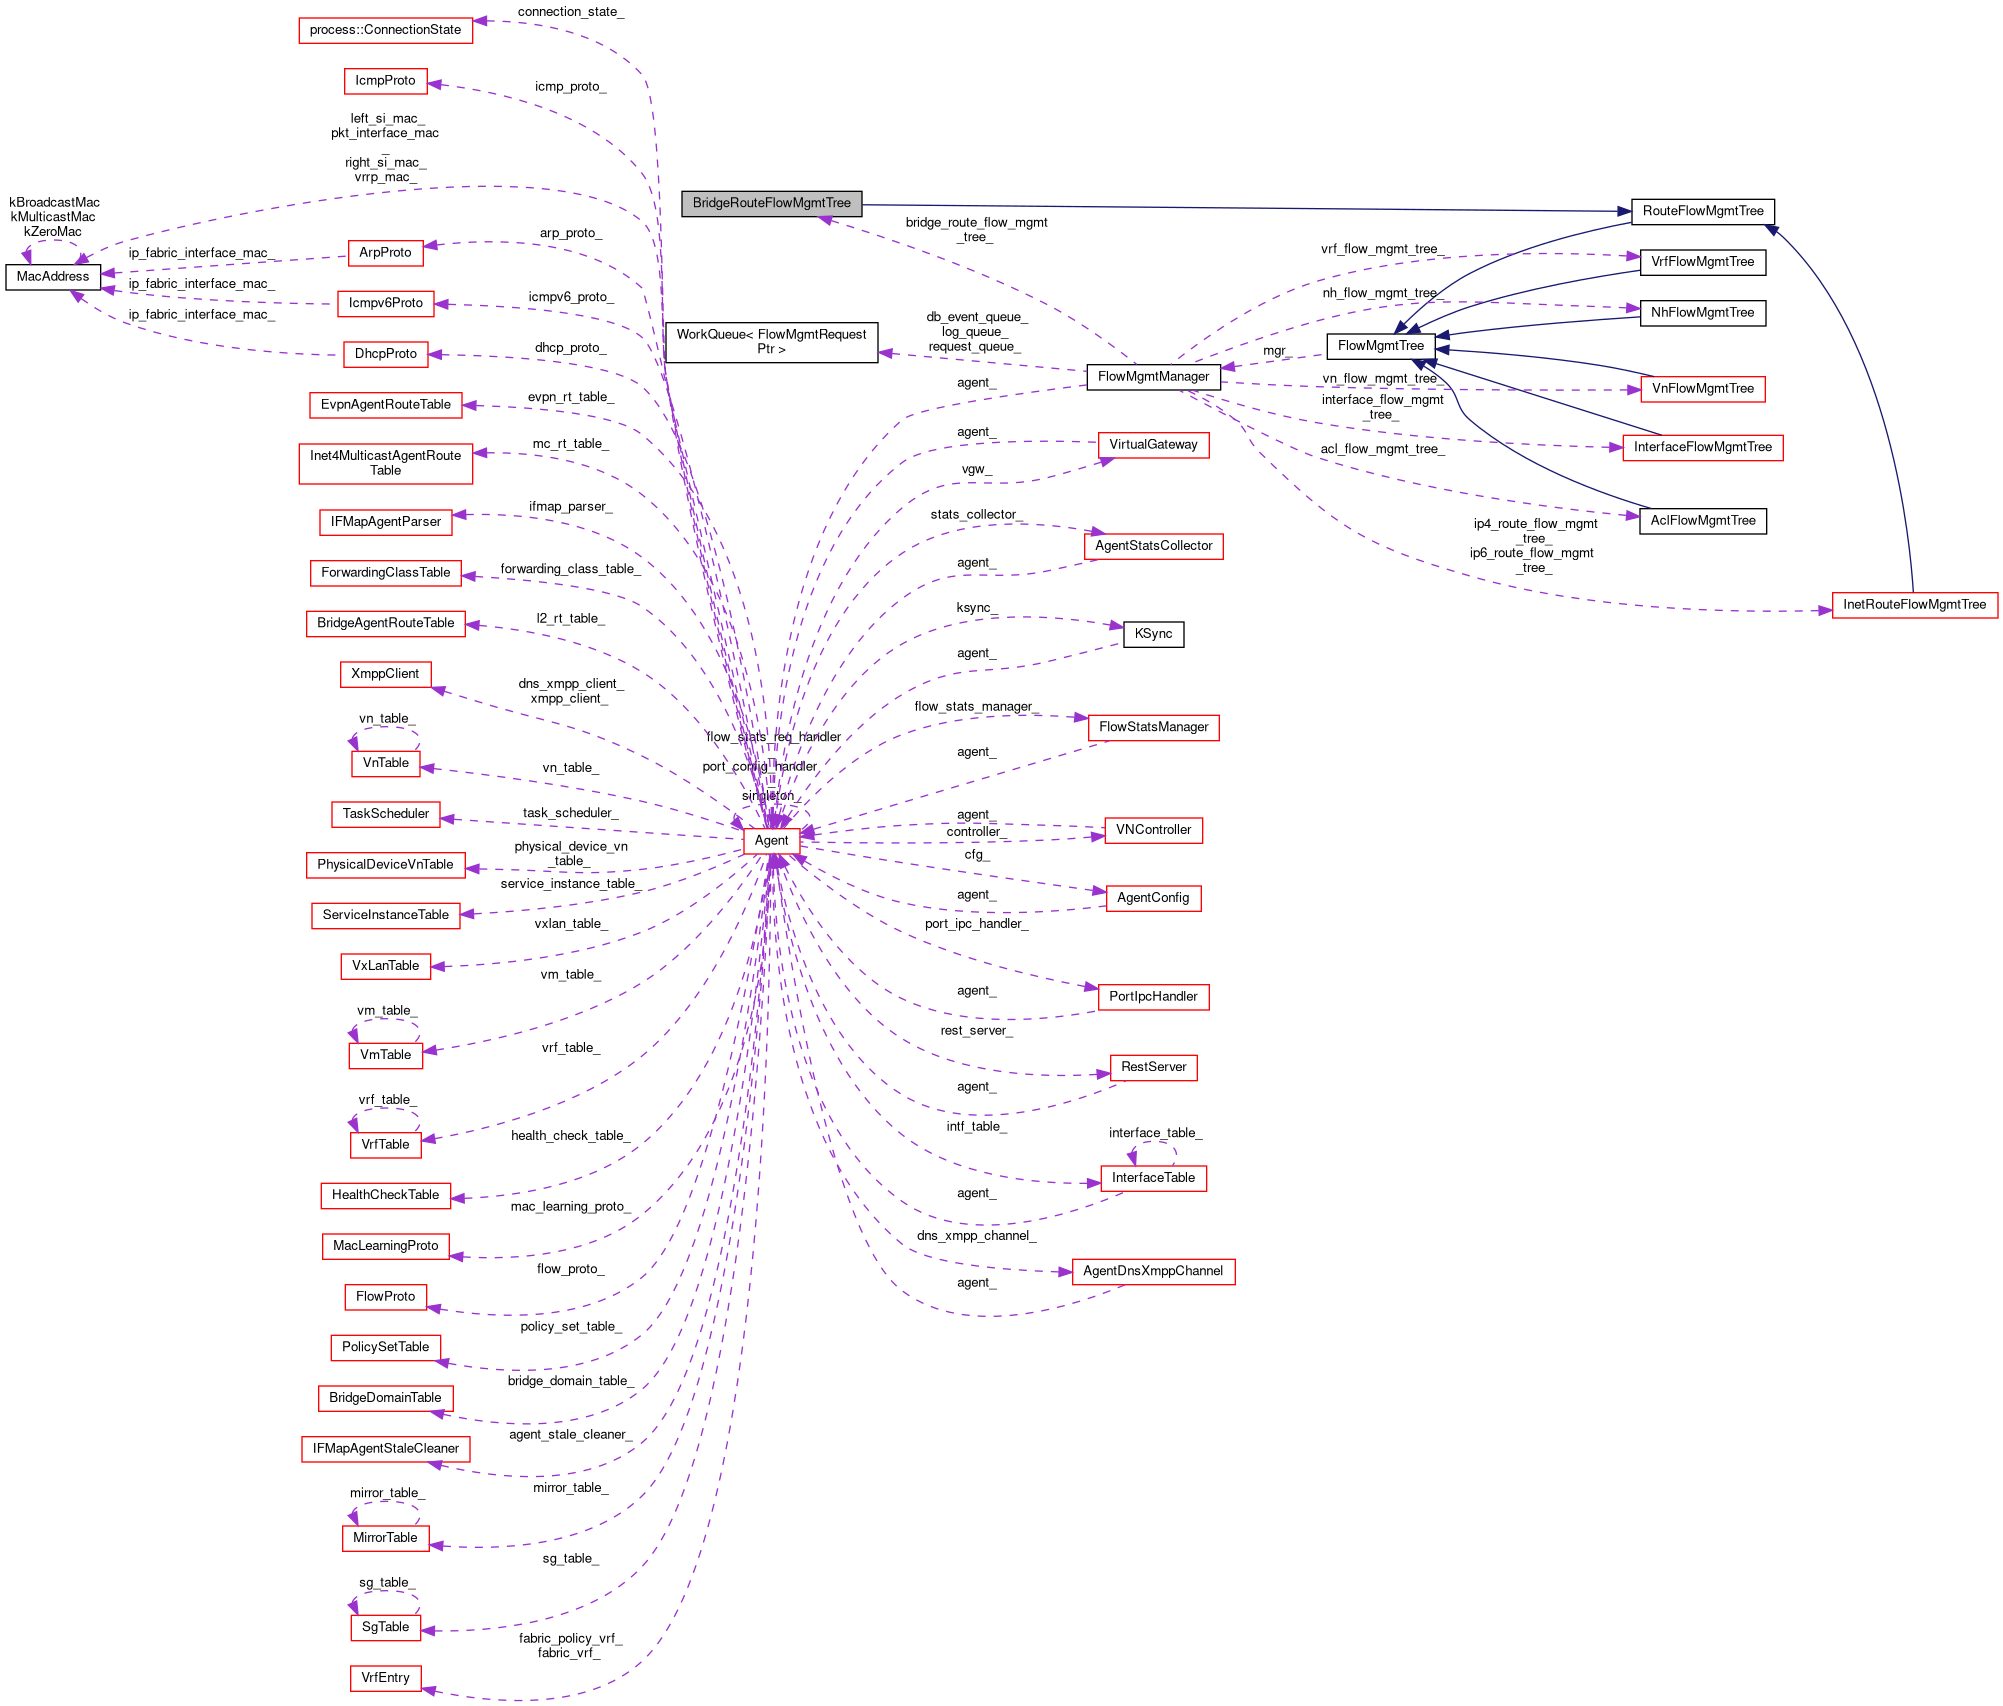 connection_state_
process::ConnectionState
IcmpProto
icmp_proto_
left_si_mac_
pkt_interface_mac
_
right_si_mac_
vrrp_mac_
kBroadcastMac
kMulticastMac
kZeroMac
MacAddress
ip_fabric_interface_mac_
ip_fabric_interface_mac_
ip_fabric_interface_mac_
ArpProto
arp_proto_
Icmpv6Proto
icmpv6_proto_
DhcpProto
dhcp_proto_
EvpnAgentRouteTable
evpn_rt_table_
Inet4MulticastAgentRoute
Table
mc_rt_table_
IFMapAgentParser
ifmap_parser_
ForwardingClassTable
forwarding_class_table_
BridgeAgentRouteTable
l2_rt_table_
XmppClient
dns_xmpp_client_
xmpp_client_
vn_table_
VnTable
vn_table_
TaskScheduler
task_scheduler_
PhysicalDeviceVnTable
physical_device_vn
_table_
ServiceInstanceTable
service_instance_table_
VxLanTable
vxlan_table_
vm_table_
vm_table_
VmTable
vrf_table_
vrf_table_
VrfTable
health_check_table_
HealthCheckTable
mac_learning_proto_
MacLearningProto
flow_proto_
FlowProto
policy_set_table_
PolicySetTable
bridge_domain_table_
BridgeDomainTable
agent_stale_cleaner_
IFMapAgentStaleCleaner
mirror_table_
mirror_table_
MirrorTable
sg_table_
sg_table_
SgTable
fabric_policy_vrf_
fabric_vrf_
VrfEntry
BridgeRouteFlowMgmtTree
WorkQueue< FlowMgmtRequest
Ptr >
flow_stats_req_handler
_
port_config_handler
_
singleton_
Agent
bridge_route_flow_mgmt
_tree_
db_event_queue_
log_queue_
request_queue_
agent_
agent_
vgw_
stats_collector_
agent_
ksync_
agent_
flow_stats_manager_
agent_
agent_
controller_
cfg_
agent_
port_ipc_handler_
agent_
rest_server_
agent_
intf_table_
agent_
dns_xmpp_channel_
agent_
FlowMgmtManager
VirtualGateway
AgentStatsCollector
KSync
FlowStatsManager
VNController
AgentConfig
PortIpcHandler
RestServer
interface_table_
InterfaceTable
AgentDnsXmppChannel
mgr_
FlowMgmtTree
vrf_flow_mgmt_tree_
nh_flow_mgmt_tree_
vn_flow_mgmt_tree_
interface_flow_mgmt
_tree_
acl_flow_mgmt_tree_
ip4_route_flow_mgmt
_tree_
ip6_route_flow_mgmt
_tree_
RouteFlowMgmtTree
VrfFlowMgmtTree
NhFlowMgmtTree
VnFlowMgmtTree
InterfaceFlowMgmtTree
AclFlowMgmtTree
InetRouteFlowMgmtTree